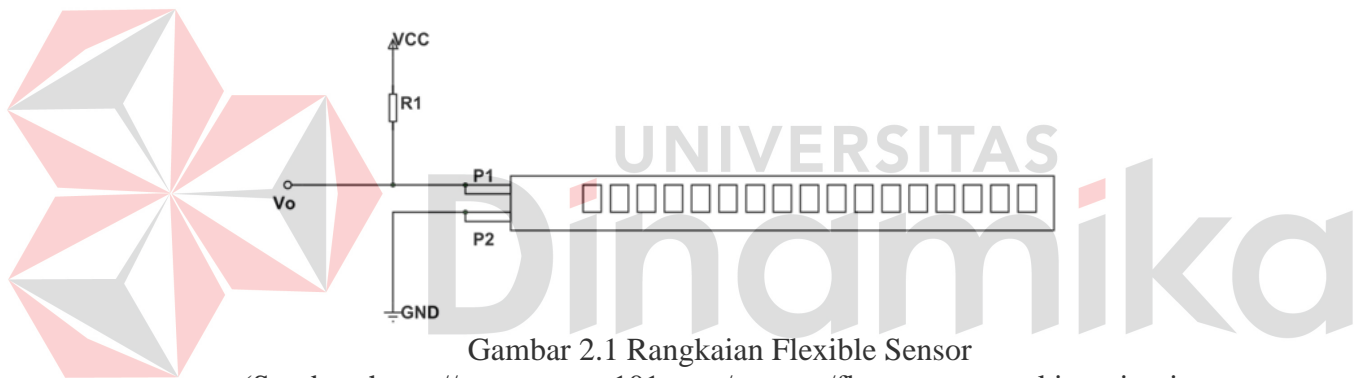 VCC
R1
UNIVERSITAS
P1
Vo
Dinamika
P2
GND
Gambar 2.1 Rangkaian Flexible Sensor